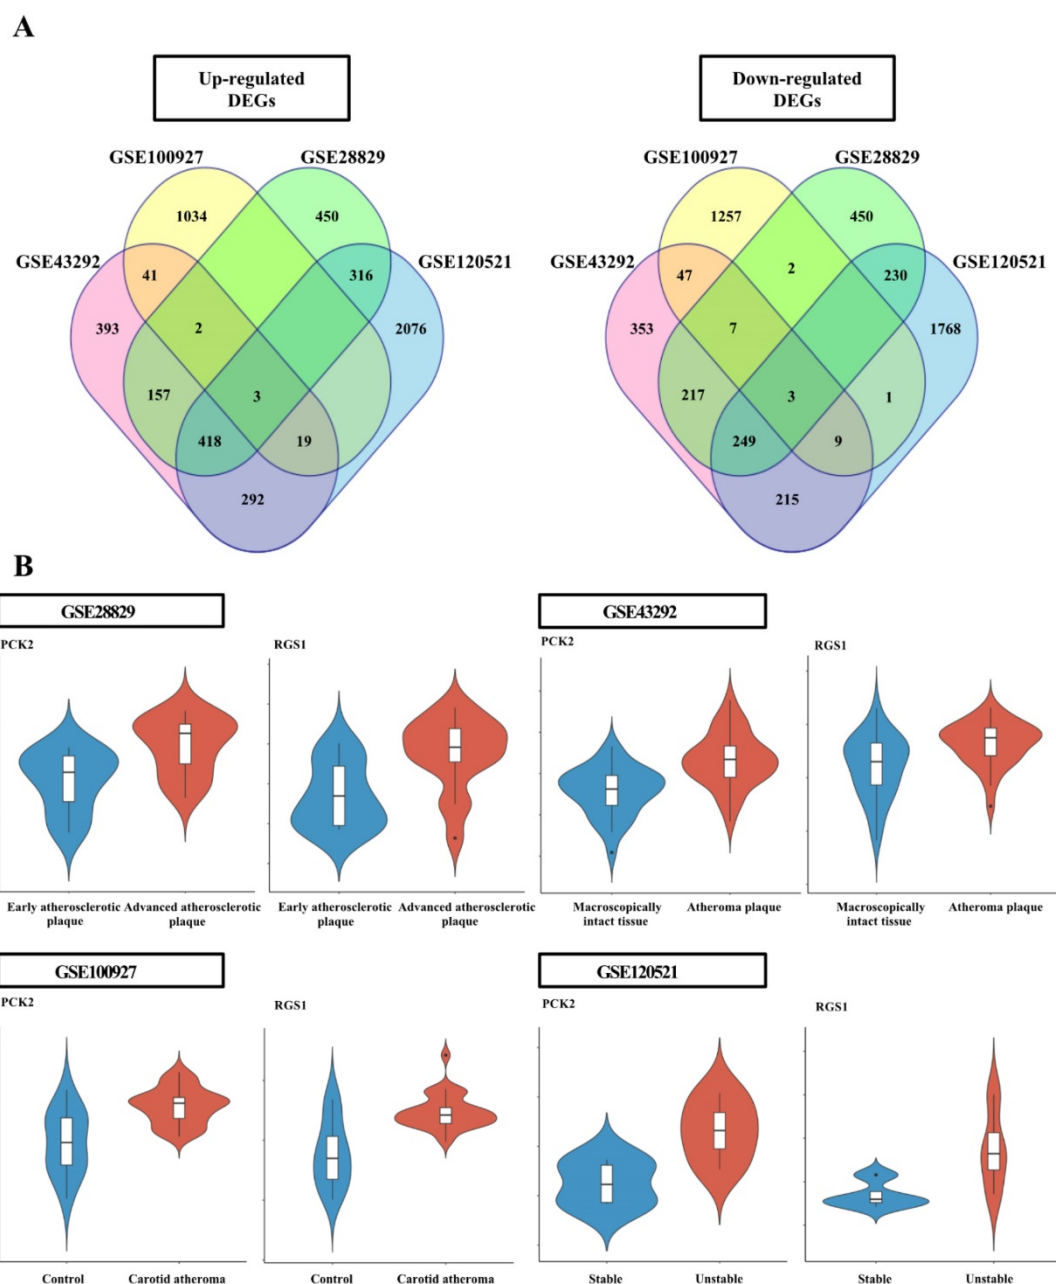 A
Up-regulated
DEGs
Down-regulated
DEGs
GSE100927
GSE28829
GSE43292
GSE120521
1034
450
41
316
393
2
2076
157
3
418
19
292
GSE100927
GSE28829
GSE43292
GSE120521
1257
450
47
2
230
353
7
1768
217
3
1
249
9
215
B
GSE28829
GSE43292
PCK2
RGS1
PCK2
RGS1
Early atherosclerotic
plaque
Advanced atherosclerotic
plaque
Early atherosclerotic
plaque
Advanced atherosclerotic
plaque
Macroscopically
intact tissue
Atheroma plaque
Macroscopically
intact tissue
Atheroma plaque
GSE100927
GSE120521
PCK2
RGS1
PCK2
RGS1
Control
Carotid atheroma
Control
Carotid atheroma
Stable
Unstable
Stable
Unstable